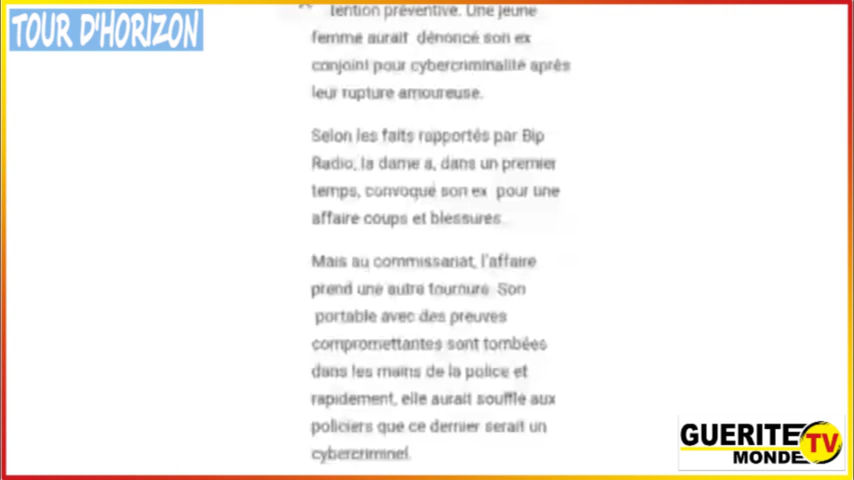 TOUR D'HORIZON
tention préventive. Une jeune
femme aurait dénoncé son ex
conjoint pour cybercriminalité après
leur rupture amoureuse.
Selon les faits rapportés par Bip
Radio, la dame a, dans un premier
temps, convoqué son ex pour une
affaire coups et blessures.
Mais au commissariat, l'affaire
prend une autre tournure. Son
portable avec des preuves
compromettantes sont tombées
dans les mains de la police et
rapidement, elle aurait soufflé aux
policiers que ce dernier serait un
cybercriminel.
GUERITE TV
MONDE